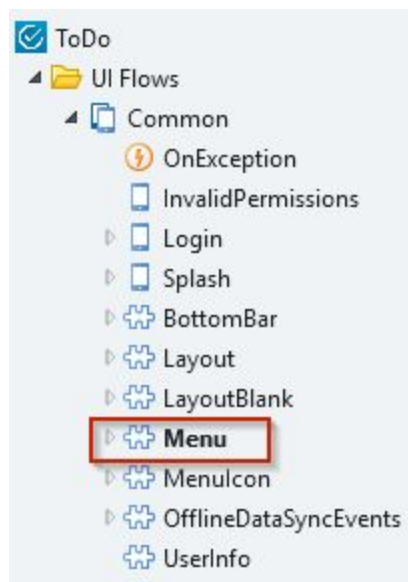 ToDo
UI Flows
Common
OnException
InvalidPermissions
Login
Splash
BottomBar
Layout
LayoutBlank
Menu
MenuIcon
OfflineDataSyncEvents
UserInfo